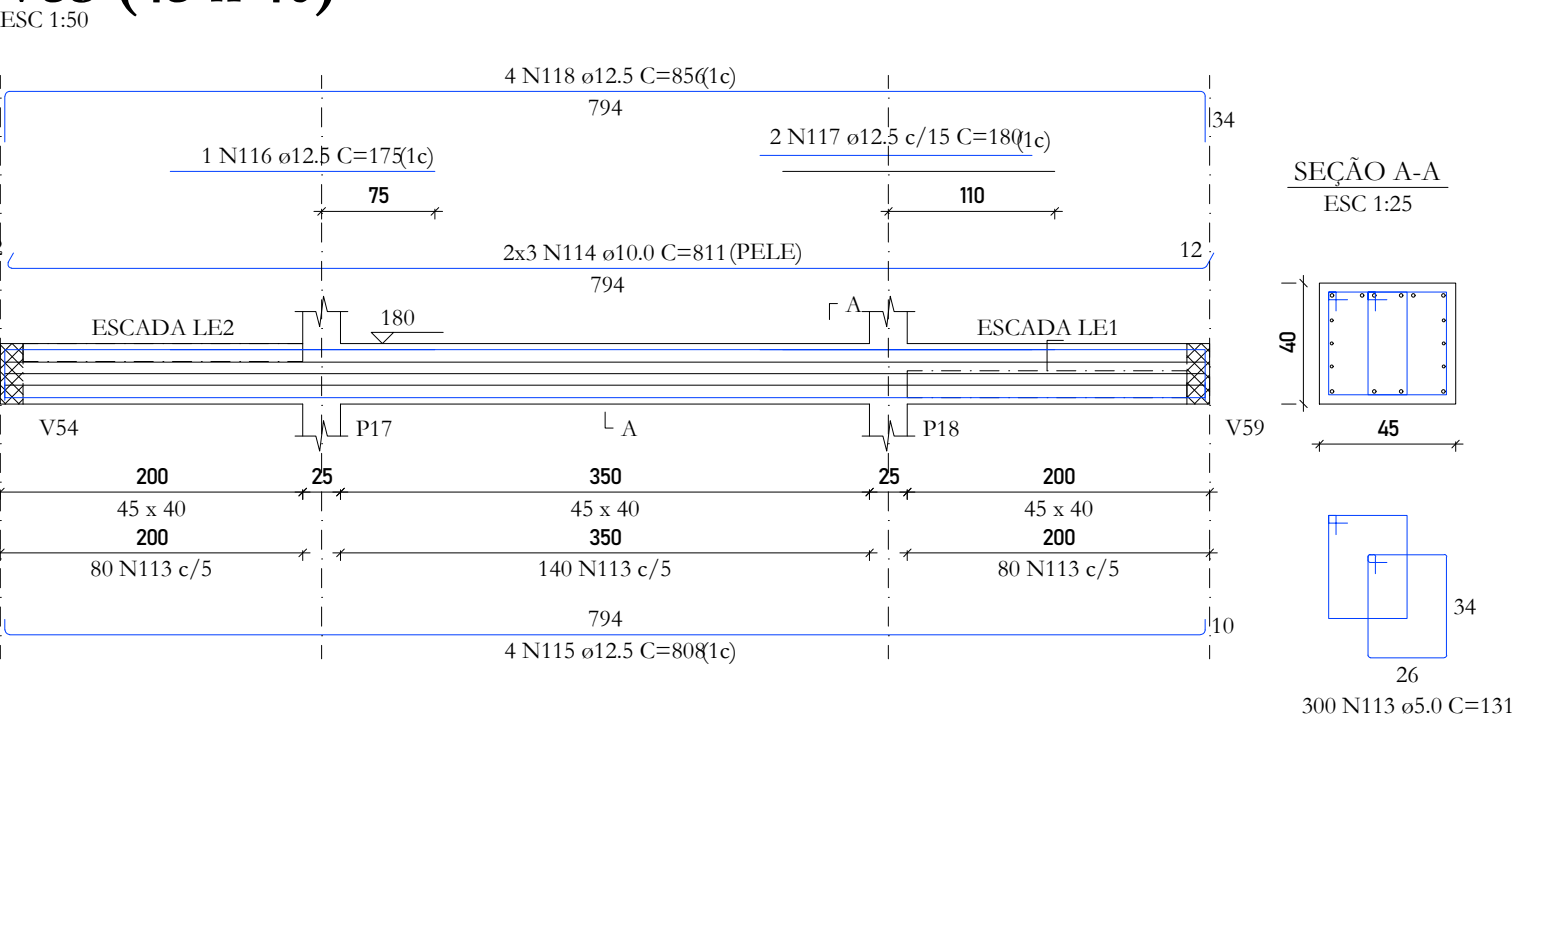 ESC 1:50
4 N118 ø12.5 C=856(1c)
794
34
2 N117 ø12.5 c/15 C=180(1c)
1 N116 ø12.5 C=175(1c)
75
110
SEÇÃO A-A
ESC 1:25
2x3 N114 ø10.0 C=811(PELE)
12
794
A
180
ESCADA LE2
ESCADA LE1
40
V54
P17
A
P18
V59
45
200
25
350
25
200
45 x 40
45 x 40
45 x 40
200
350
200
80 N113 c/5
140 N113 c/5
80 N113 c/5
794
34
10
4 N115 ø12.5 C=808(1c)
26
300 N113 ø5.0 C=131